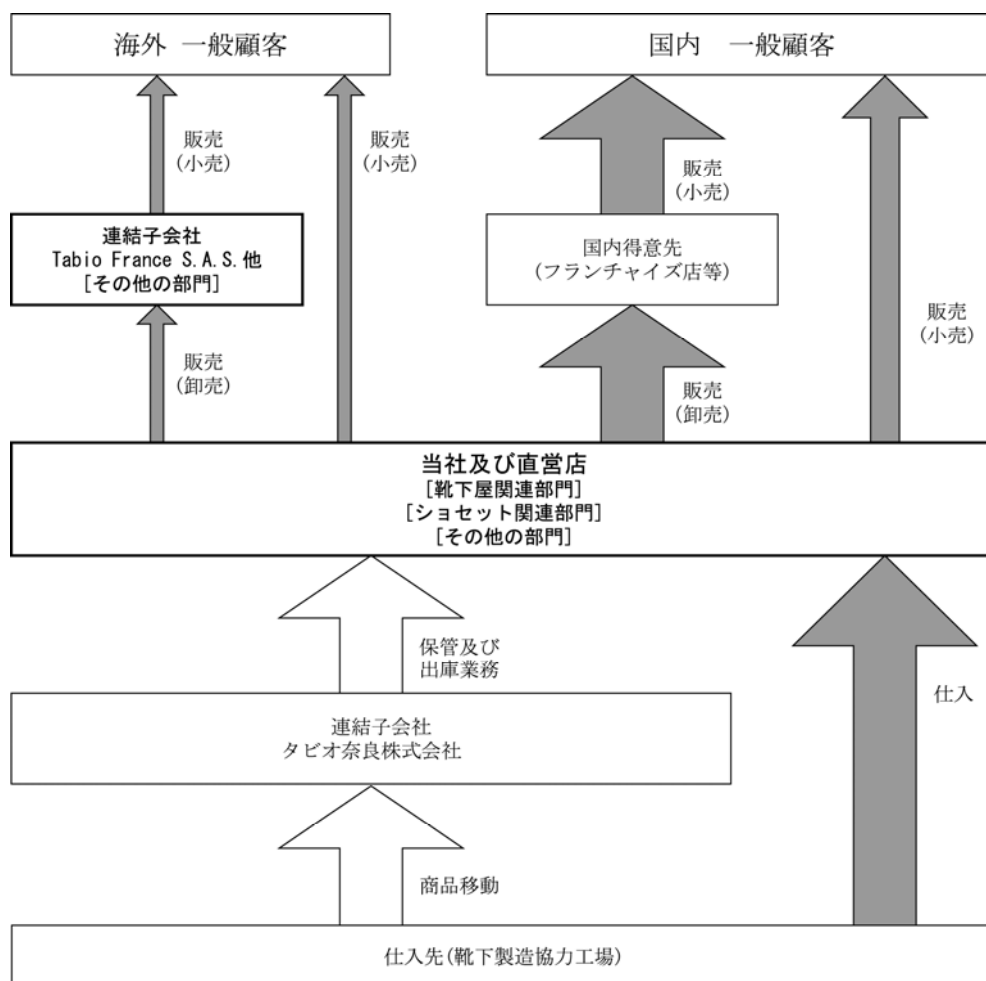 海外 一般顧客
国内 一般顧客
販売
(小売)
販売
(小売)
販売
(小売)
連結子会社
Tabio France S.A.S.他
[その他の部門]
国内得意先
(フランチャイズ店等)
販売
(小売)
販売
(卸売)
販売
(卸売)
当社及び直営店
[靴下屋関連部門]
[ショセット関連部門]
[その他の部門]
保管及び
出庫業務
仕入
連結子会社
タビオ奈良株式会社
商品移動
仕入先(靴下製造協力工場)